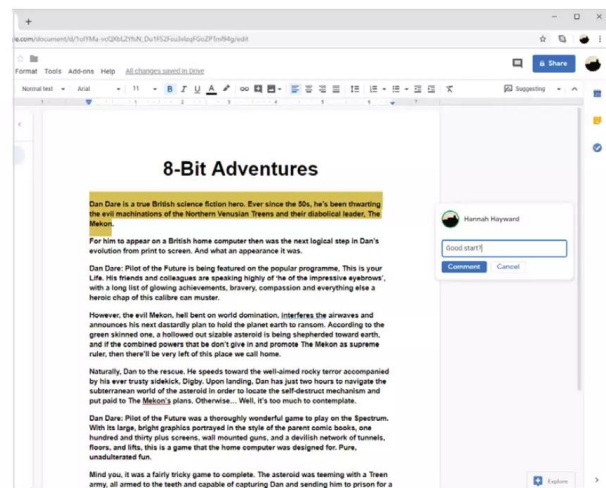 Format Tools Add-ons Help All changes saved in Drive
Share
Normal text Arial 11 B I U A Suggesting
8-Bit Adventures
Dan Dare is a true British science fiction hero. Ever since the 50s, he's been thwarting
the evil machinations of the Northern Venusian Treens and their diabolical leader, The
Mekon.
Hannah Hayward
Good start?
Comment Cancel
For him to appear on a British home computer then was the next logical step in Dan's
evolution from print to screen. And what an appearance it was.
Dan Dare: Pilot of the Future is being featured on the popular programme, This is your
Life. His friends and colleagues are speaking highly of 'he of the impressive eyebrows',
with a long list of glowing achievements, bravery, compassion and everything else a
heroic chap of this calibre can muster.
However, the evil Mekon, hell bent on world domination, interferes the airwaves and
announces his next dastardly plan to hold the planet earth to ransom. According to the
green skinned one, a hollowed out sizable asteroid is being shepherded toward earth,
and if the combined powers that be don't give in and promote The Mekon as supreme
ruler, then there'll be very left of this place we call home.
Naturally, Dan to the rescue. He speeds toward the well-aimed rocky terror accompanied
by his ever trusty sidekick, Digby. Upon landing, Dan has just two hours to navigate the
subterranean world of the asteroid in order to locate the self-destruct mechanism and
put paid to The Mekon's plans. Otherwise... Well, it's too much to contemplate.
Dan Dare: Pilot of the Future was a thoroughly wonderful game to play on the Spectrum.
With its large, bright graphics portrayed in the style of the parent comic books, one
hundred and thirty plus screens, wall mounted guns, and a devilish network of tunnels,
floors, and lifts, this is a game that the home computer was designed for. Pure,
unadulterated fun.
Mind you, it was a fairly tricky game to complete. The asteroid was teeming with a Treen
army, all armed to the teeth and capable of capturing Dan and sending him to prison for a
Explore